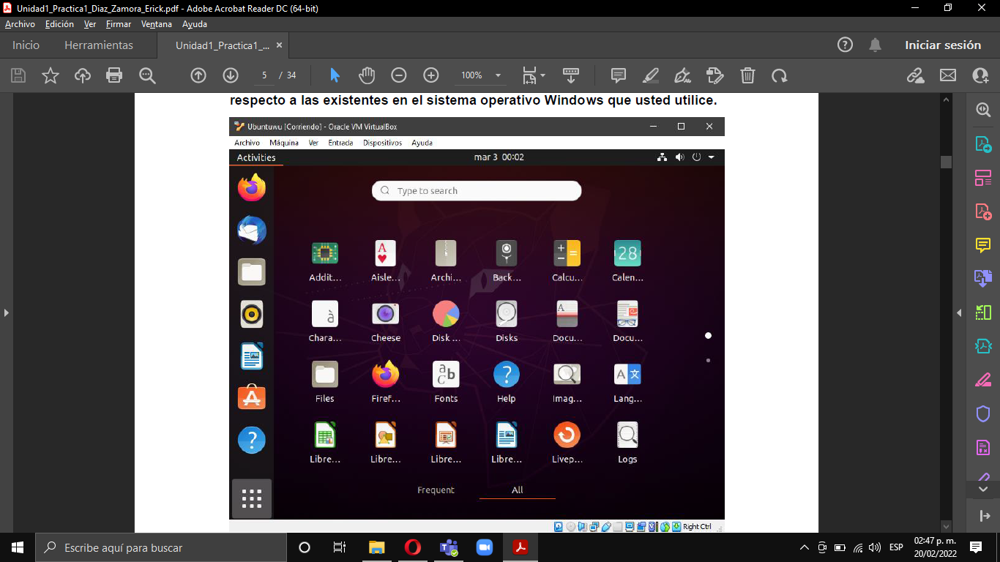 Unidad1_Practica1_Diaz_Zamora_Erick.pdf - Adobe Acrobat Reader DC (64-bit)
Archivo Edición Ver Firmar Ventana Ayuda
Inicio Herramientas Unidad1_Practica1_... × Iniciar sesión
5 / 34 100%
respecto a las existentes en el sistema operativo Windows que usted utilice.
Ubuntuwu [Corriendo] - Oracle VM VirtualBox
Archivo Máquina Ver Entrada Dispositivos Ayuda
Activities mar 3 00:02
Type to search
28
Addit... Aisle... Archi... Back... Calcu... Calen...
Chara... Cheese Disk ... Disks Docu... Docu...
Files Firef... Fonts Help Imag... Lang...
Libre... Libre... Libre... Libre... Livep... Logs
Frequent All
Right Ctrl
Escribe aquí para buscar
ESP
02:47 p. m.
20/02/2022